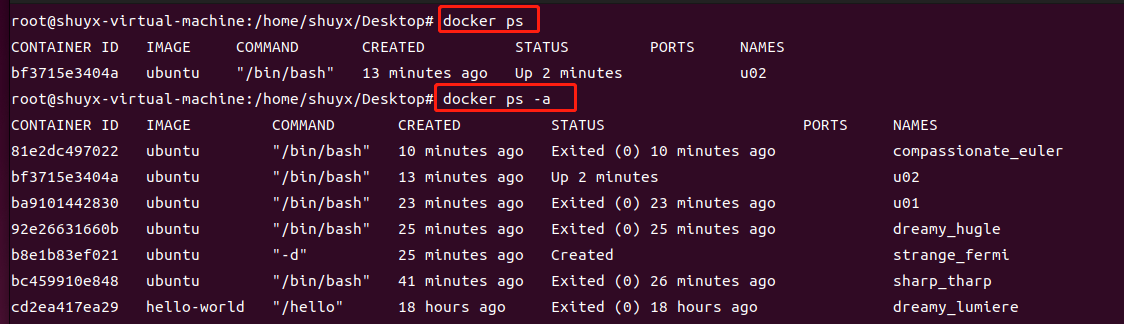 root@shuyx-virtual-machine:/home/shuyx/Desktop# docker ps
CONTAINER ID   IMAGE     COMMAND       CREATED          STATUS         PORTS     NAMES
bf3715e3404a   ubuntu    "/bin/bash"   13 minutes ago   Up 2 minutes             u02
root@shuyx-virtual-machine:/home/shuyx/Desktop# docker ps -a
CONTAINER ID   IMAGE         COMMAND       CREATED          STATUS                      PORTS     NAMES
81e2dc497022   ubuntu        "/bin/bash"   10 minutes ago   Exited (0) 10 minutes ago             compassionate_euler
bf3715e3404a   ubuntu        "/bin/bash"   13 minutes ago   Up 2 minutes                          u02
ba9101442830   ubuntu        "/bin/bash"   23 minutes ago   Exited (0) 23 minutes ago             u01
92e26631660b   ubuntu        "/bin/bash"   25 minutes ago   Exited (0) 25 minutes ago             dreamy_hugle
b8e1b83ef021   ubuntu        "-d"          25 minutes ago   Created                               strange_fermi
bc459910e848   ubuntu        "/bin/bash"   41 minutes ago   Exited (0) 26 minutes ago             sharp_tharp
cd2ea417ea29   hello-world   "/hello"      18 hours ago     Exited (0) 18 hours ago               dreamy_lumiere